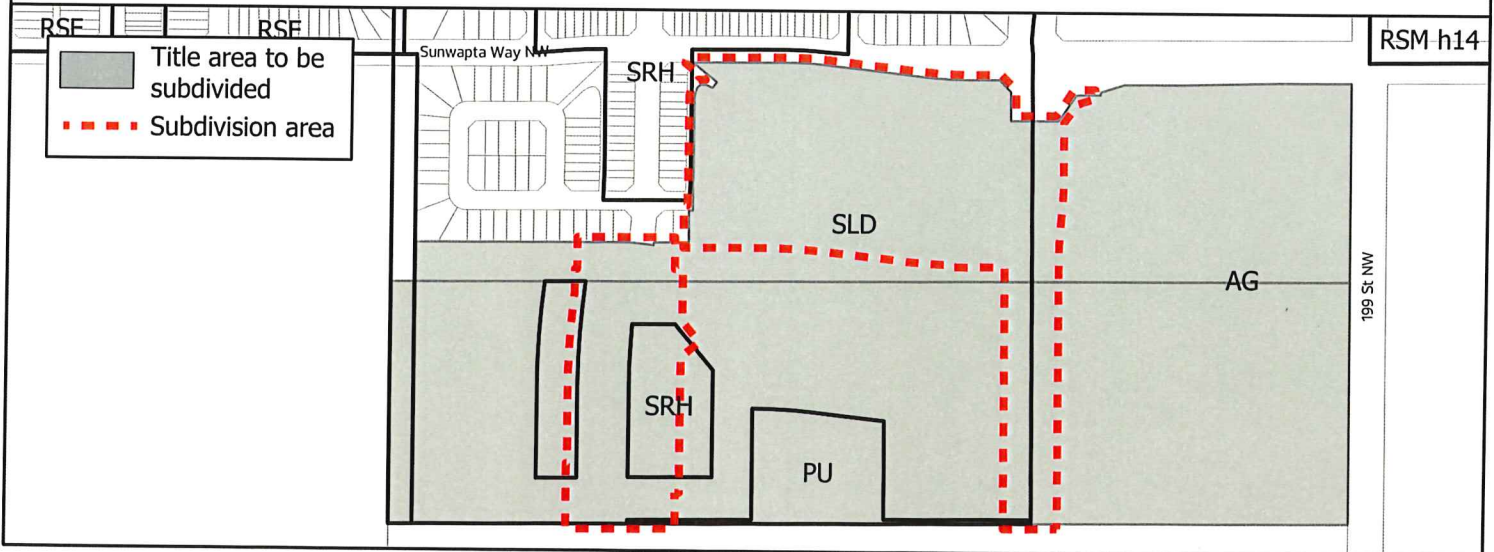 RSF
RSF
Sunwapta Way NW
RSM h14
Title area to be
subdivided
Subdivision area
SRH
SLD
AG
199 St NW
SRH
PU